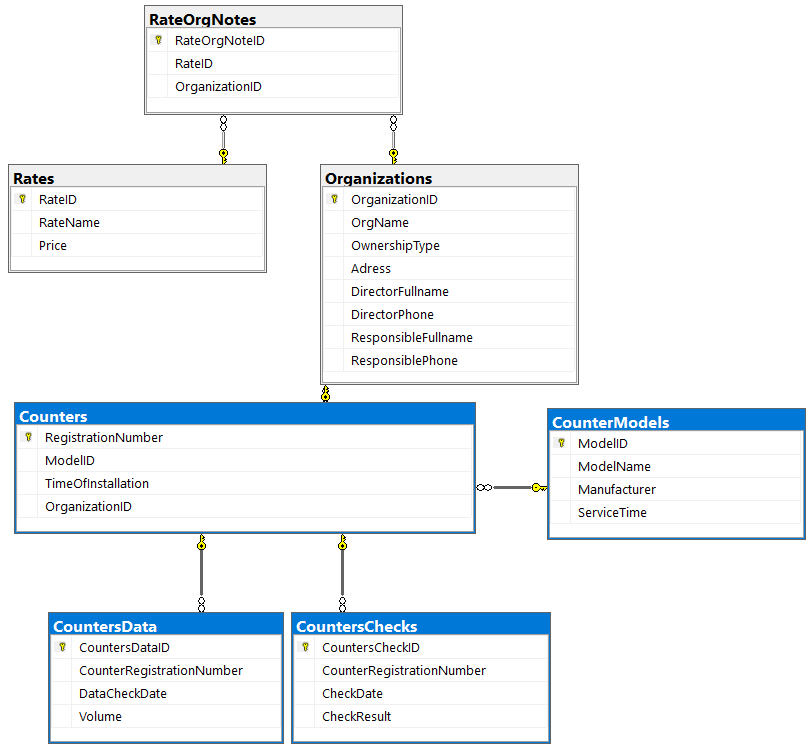 RateOrgNotes
RateOrgNoteID
RateID
OrganizationID
Rates
RateID
RateName
Price
Organizations
OrganizationID
OrgName
OwnershipType
Adress
DirectorFullname
DirectorPhone
ResponsibleFullname
ResponsiblePhone
Counters
RegistrationNumber
ModelID
TimeOfInstallation
OrganizationID
CounterModels
ModelID
ModelName
Manufacturer
ServiceTime
CountersData
CountersDataID
CounterRegistrationNumber
DataCheckDate
Volume
CountersChecks
CountersCheckID
CounterRegistrationNumber
CheckDate
CheckResult